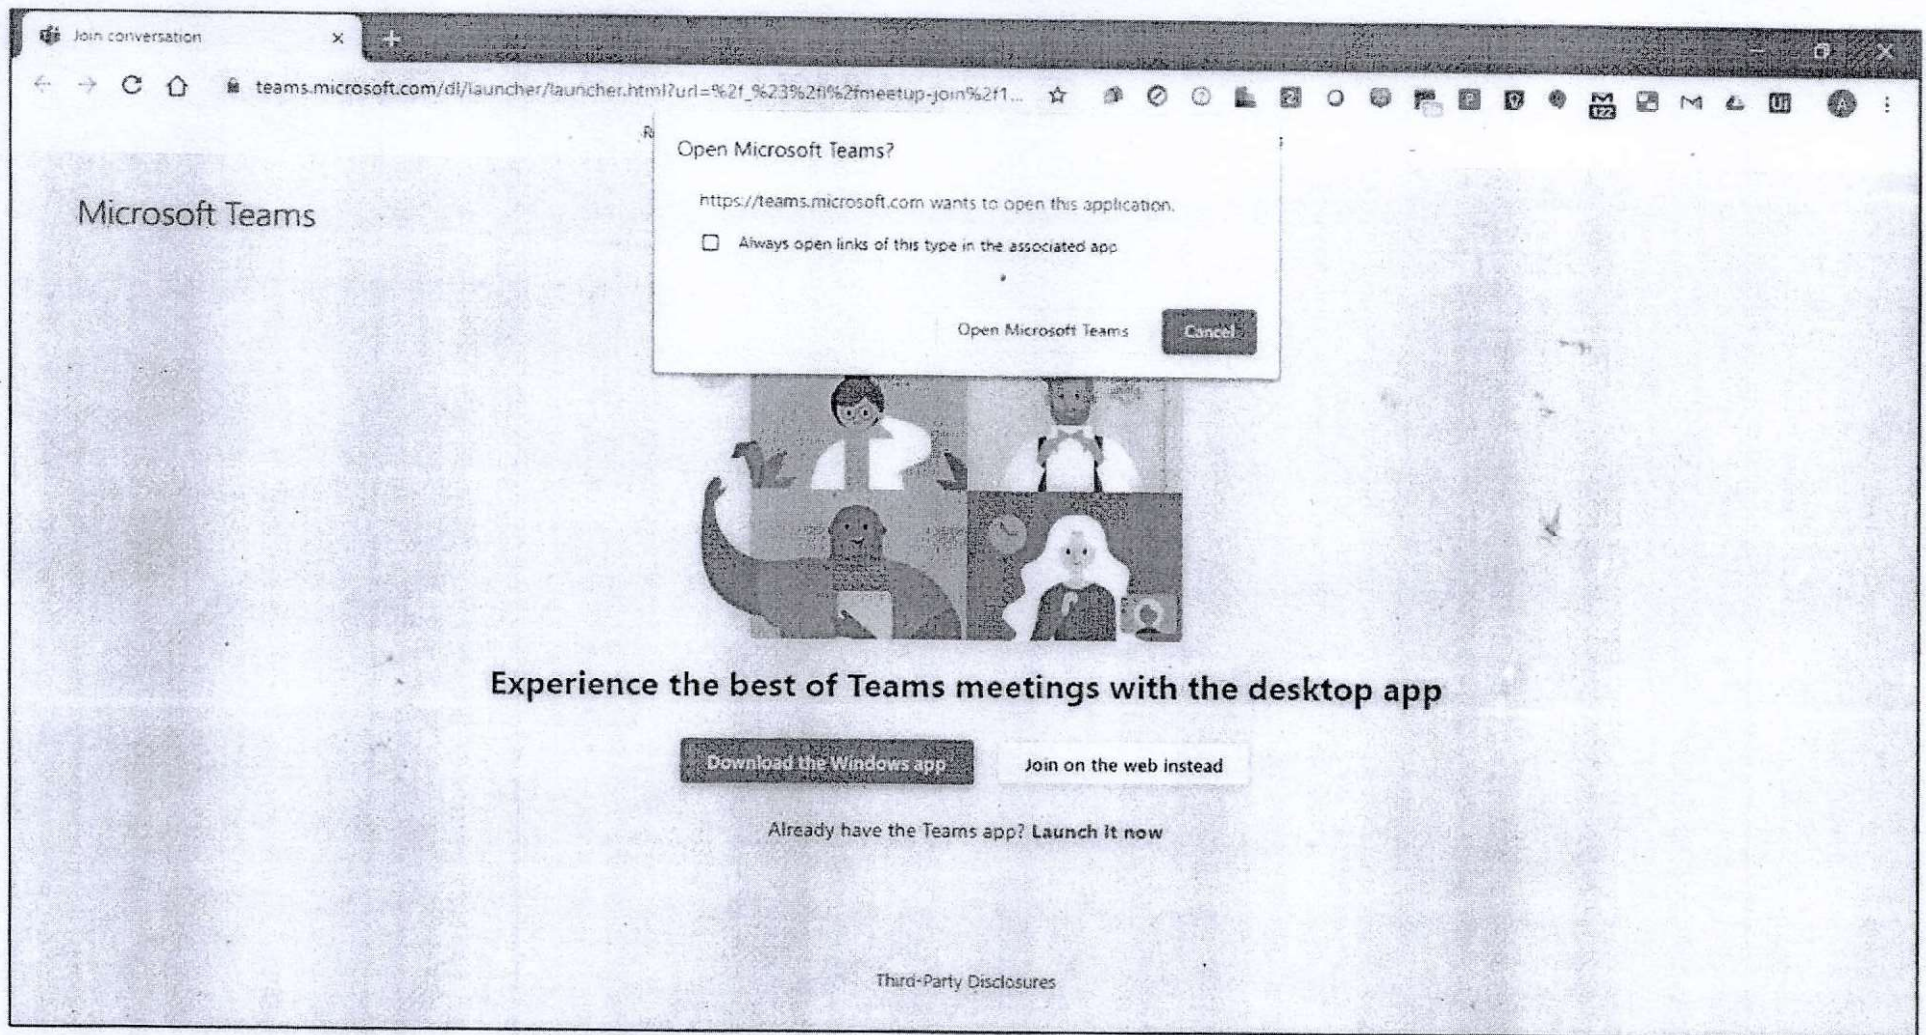 Join conversation
teams.microsoft.com/dl/launcher/launcher.html?url=%2f_%23%2fl%2fmeetup-join%2f1...
122
Open Microsoft Teams?
https://teams.microsoft.com wants to open this application.
Always open links of this type in the associated app
Open Microsoft Teams
Cancel
Microsoft Teams
Experience the best of Teams meetings with the desktop app
Download the Windows app
Join on the web instead
Already have the Teams app? Launch it now
Third-Party Disclosures